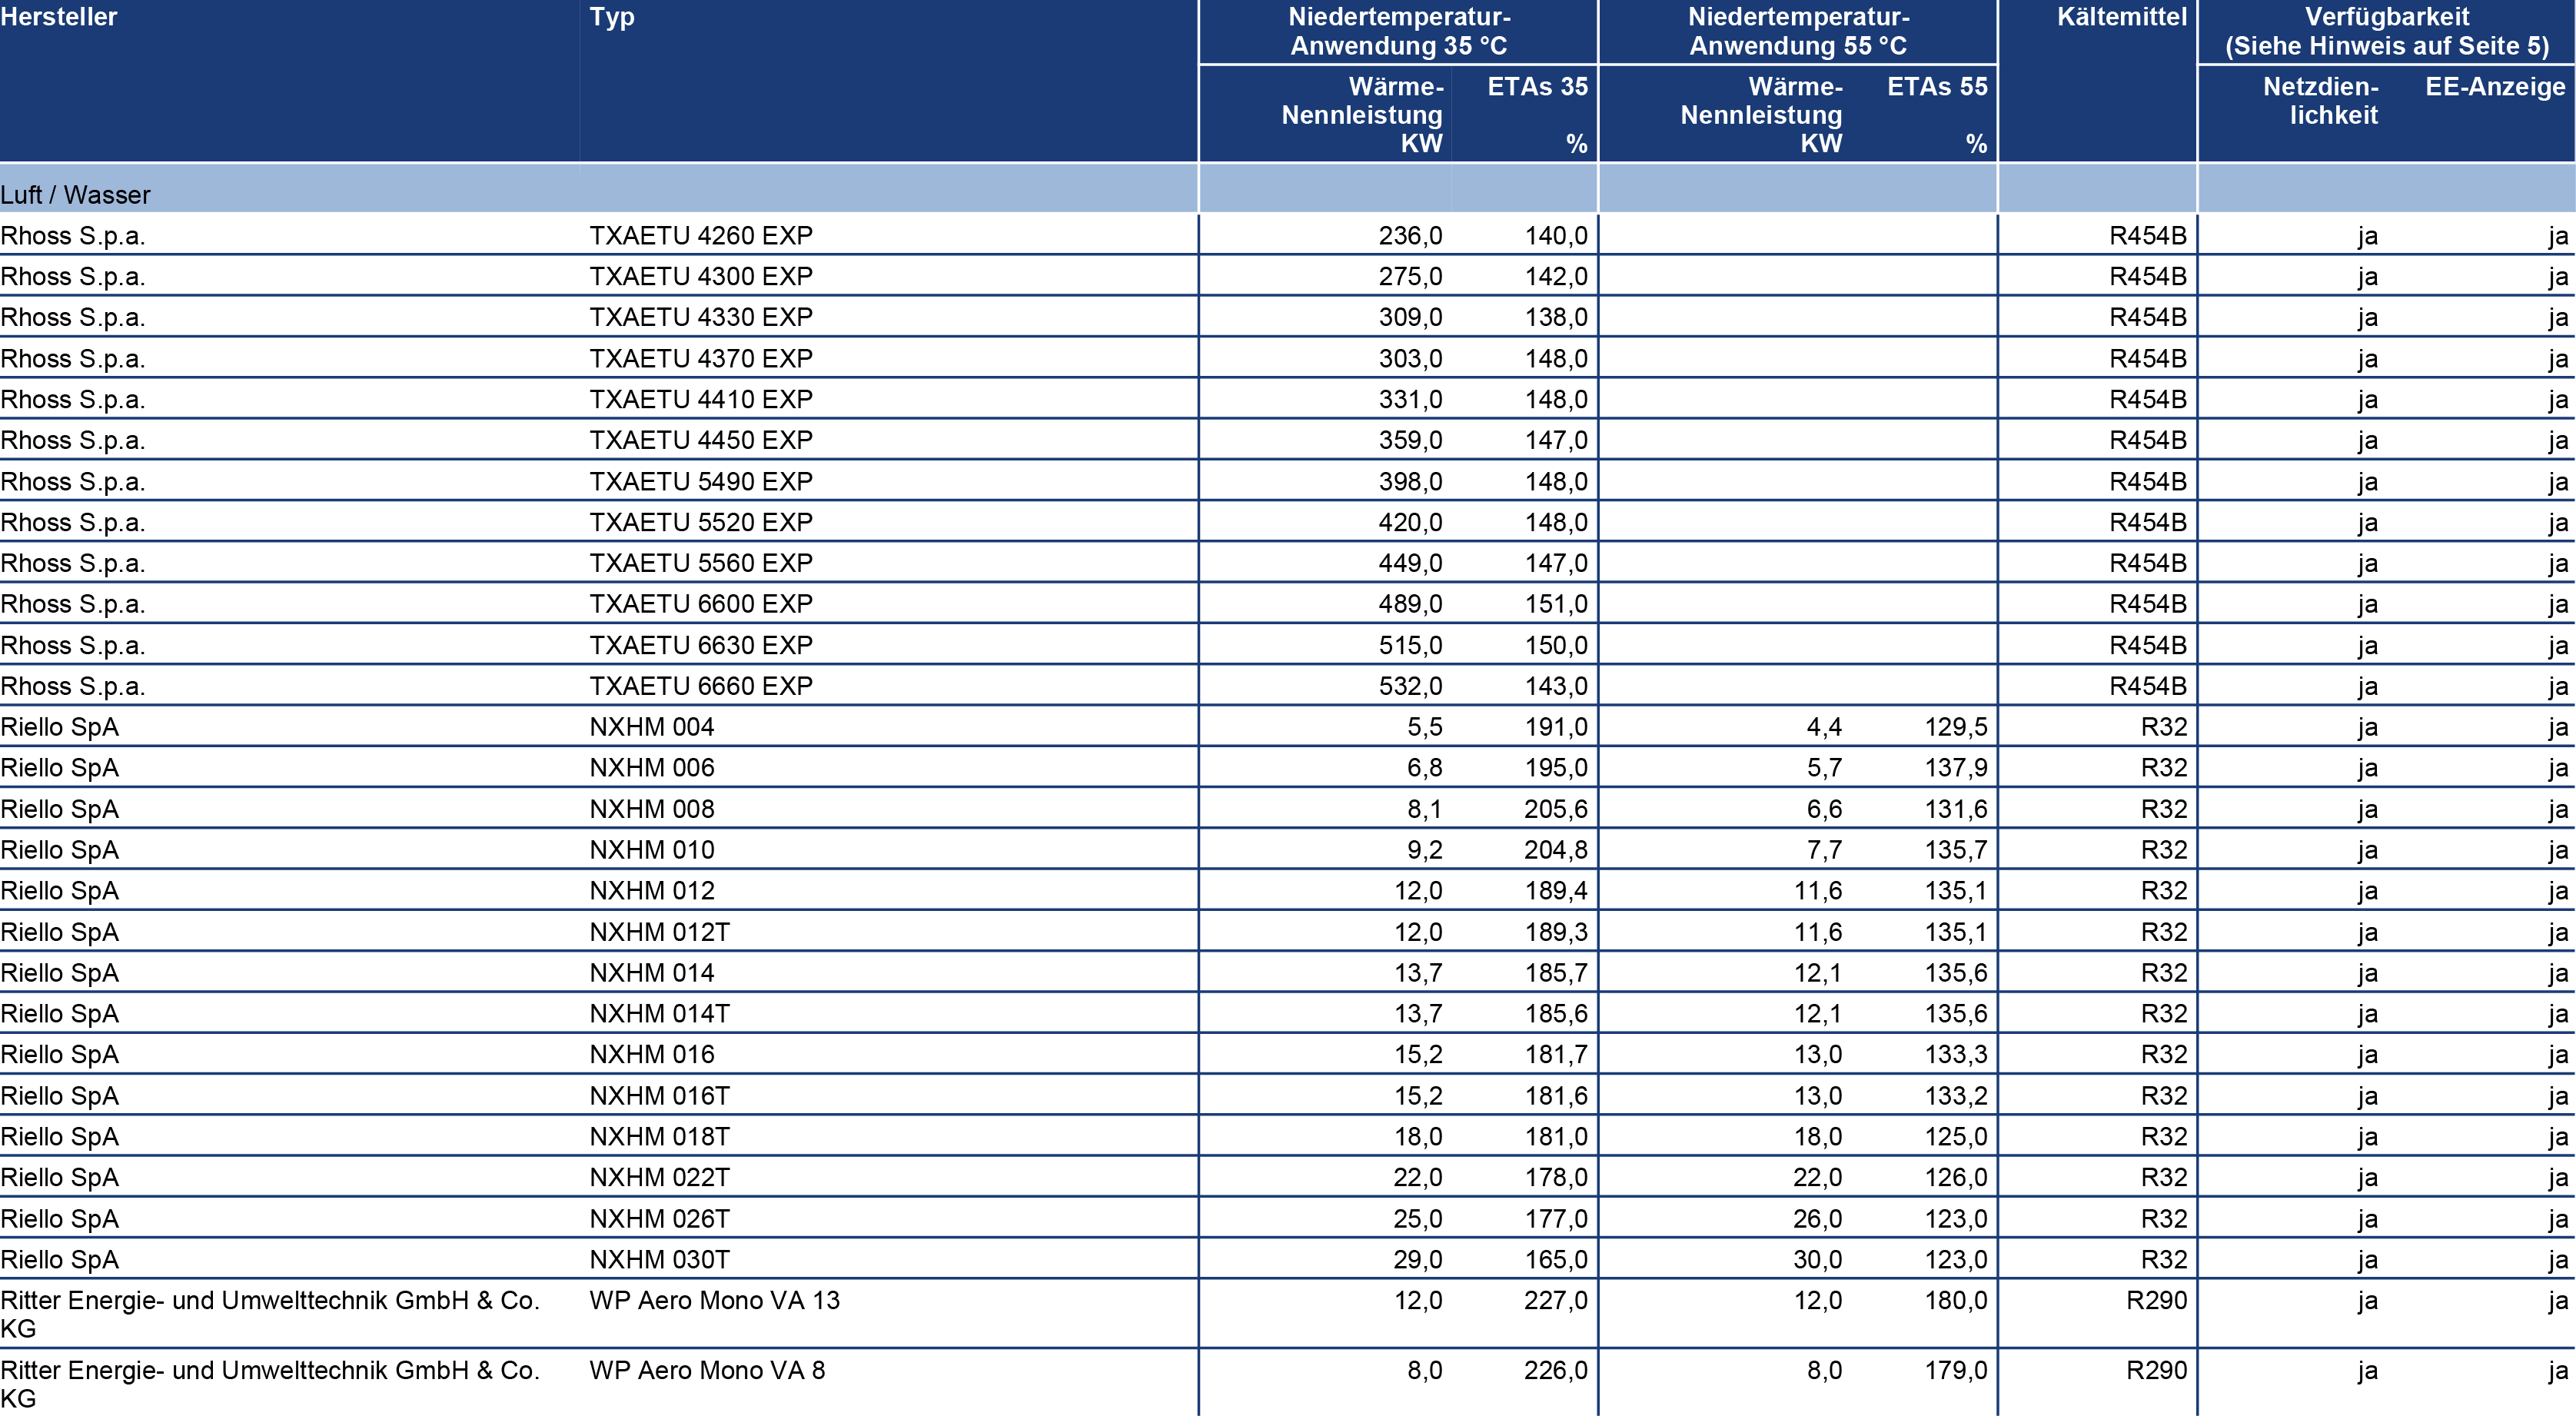 Hersteller Typ Niedertemperatur- Niedertemperatur- Kältemittel Verfügbarkeit
Anwendung 35 °C Anwendung 55 °C (Siehe Hinweis auf Seite 5)
Wärme- ETAs 35 Wärme- ETAs 55 Netzdien- EE-Anzeige
Nennleistung Nennleistung lichkeit
KW % KW %
Luft / Wasser
Rhoss S.p.a. TXAETU 4260 EXP 236,0 140,0 R454B ja ja
Rhoss S.p.a. TXAETU 4300 EXP 275,0 142,0 R454B ja ja
Rhoss S.p.a. TXAETU 4330 EXP 309,0 138,0 R454B ja ja
Rhoss S.p.a. TXAETU 4370 EXP 303,0 148,0 R454B ja ja
Rhoss S.p.a. TXAETU 4410 EXP 331,0 148,0 R454B ja ja
Rhoss S.p.a. TXAETU 4450 EXP 359,0 147,0 R454B ja ja
Rhoss S.p.a. TXAETU 5490 EXP 398,0 148,0 R454B ja ja
Rhoss S.p.a. TXAETU 5520 EXP 420,0 148,0 R454B ja ja
Rhoss S.p.a. TXAETU 5560 EXP 449,0 147,0 R454B ja ja
Rhoss S.p.a. TXAETU 6600 EXP 489,0 151,0 R454B ja ja
Rhoss S.p.a. TXAETU 6630 EXP 515,0 150,0 R454B ja ja
Rhoss S.p.a. TXAETU 6660 EXP 532,0 143,0 R454B ja ja
Riello SpA NXHM 004 5,5 191,0 4,4 129,5 R32 ja ja
Riello SpA NXHM 006 6,8 195,0 5,7 137,9 R32 ja ja
Riello SpA NXHM 008 8,1 205,6 6,6 131,6 R32 ja ja
Riello SpA NXHM 010 9,2 204,8 7,7 135,7 R32 ja ja
Riello SpA NXHM 012 12,0 189,4 11,6 135,1 R32 ja ja
Riello SpA NXHM 012T 12,0 189,3 11,6 135,1 R32 ja ja
Riello SpA NXHM 014 13,7 185,7 12,1 135,6 R32 ja ja
Riello SpA NXHM 014T 13,7 185,6 12,1 135,6 R32 ja ja
Riello SpA NXHM 016 15,2 181,7 13,0 133,3 R32 ja ja
Riello SpA NXHM 016T 15,2 181,6 13,0 133,2 R32 ja ja
Riello SpA NXHM 018T 18,0 181,0 18,0 125,0 R32 ja ja
Riello SpA NXHM 022T 22,0 178,0 22,0 126,0 R32 ja ja
Riello SpA NXHM 026T 25,0 177,0 26,0 123,0 R32 ja ja
Riello SpA NXHM 030T 29,0 165,0 30,0 123,0 R32 ja ja
Ritter Energie- und Umwelttechnik GmbH & Co. WP Aero Mono VA 13 12,0 227,0 12,0 180,0 R290 ja ja
KG
Ritter Energie- und Umwelttechnik GmbH & Co. WP Aero Mono VA 8 8,0 226,0 8,0 179,0 R290 ja ja
KG